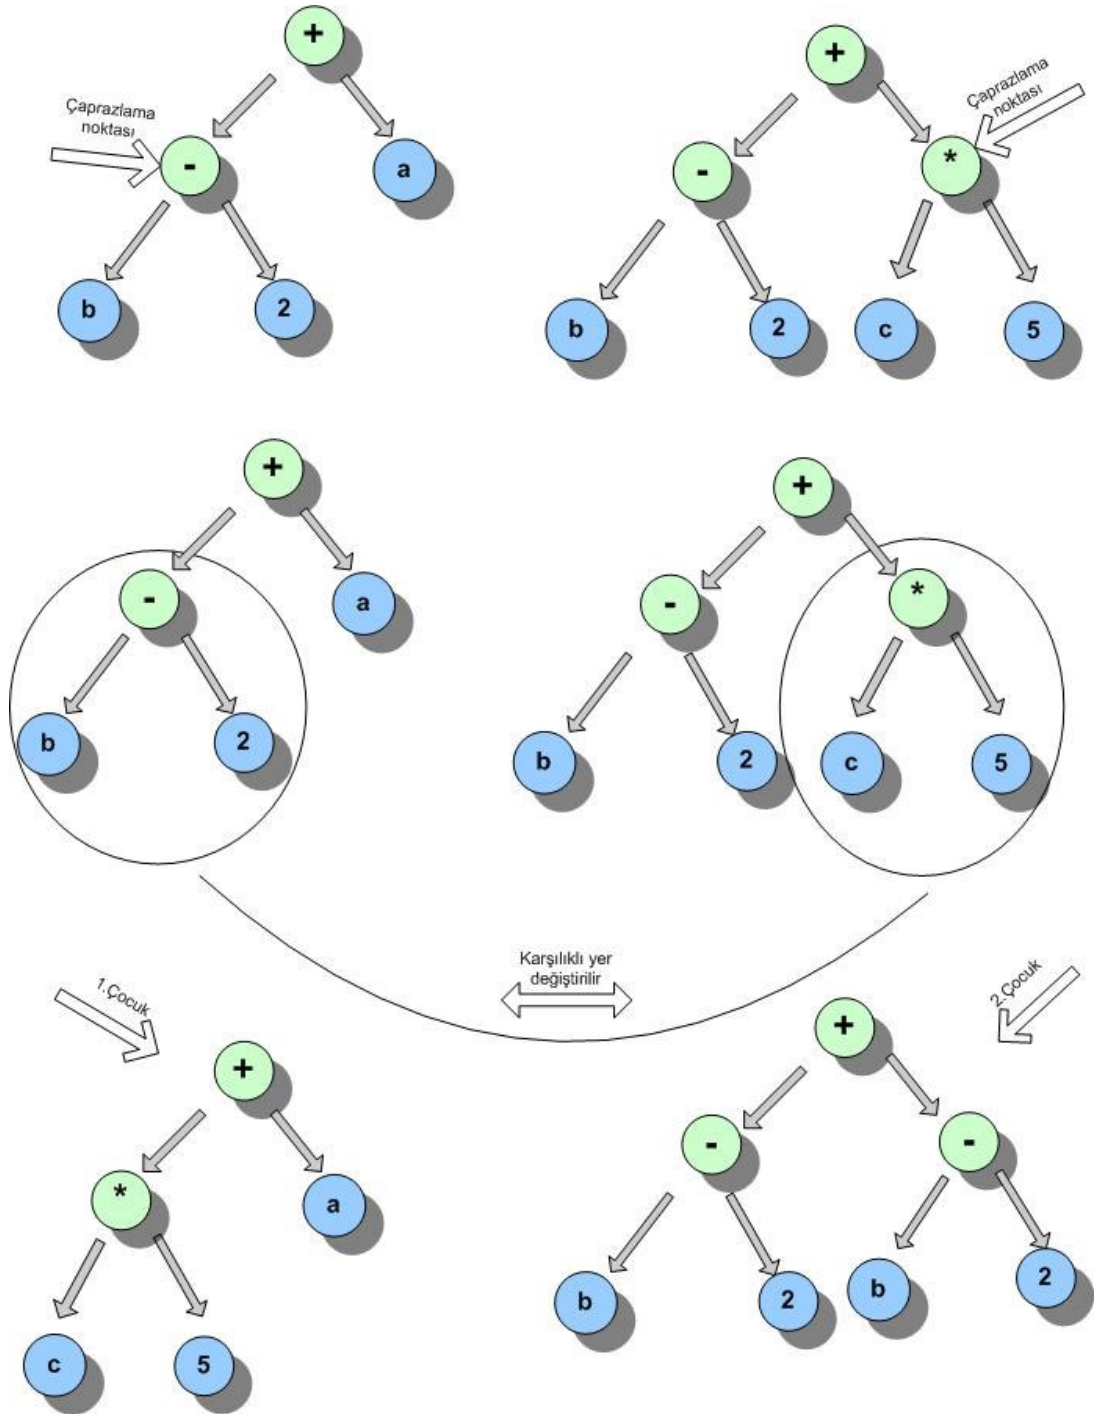 +
+
Çaprazlama
noktası
Çaprazlama
noktası
-
a
-
*
b
2
b
2
c
5
+
+
-
a
-
*
b
2
b
2
c
5
Karşılıklı yer
değiştirilir
1.Çocuk
2.Çocuk
+
+
*
a
-
-
c
5
b
2
b
2